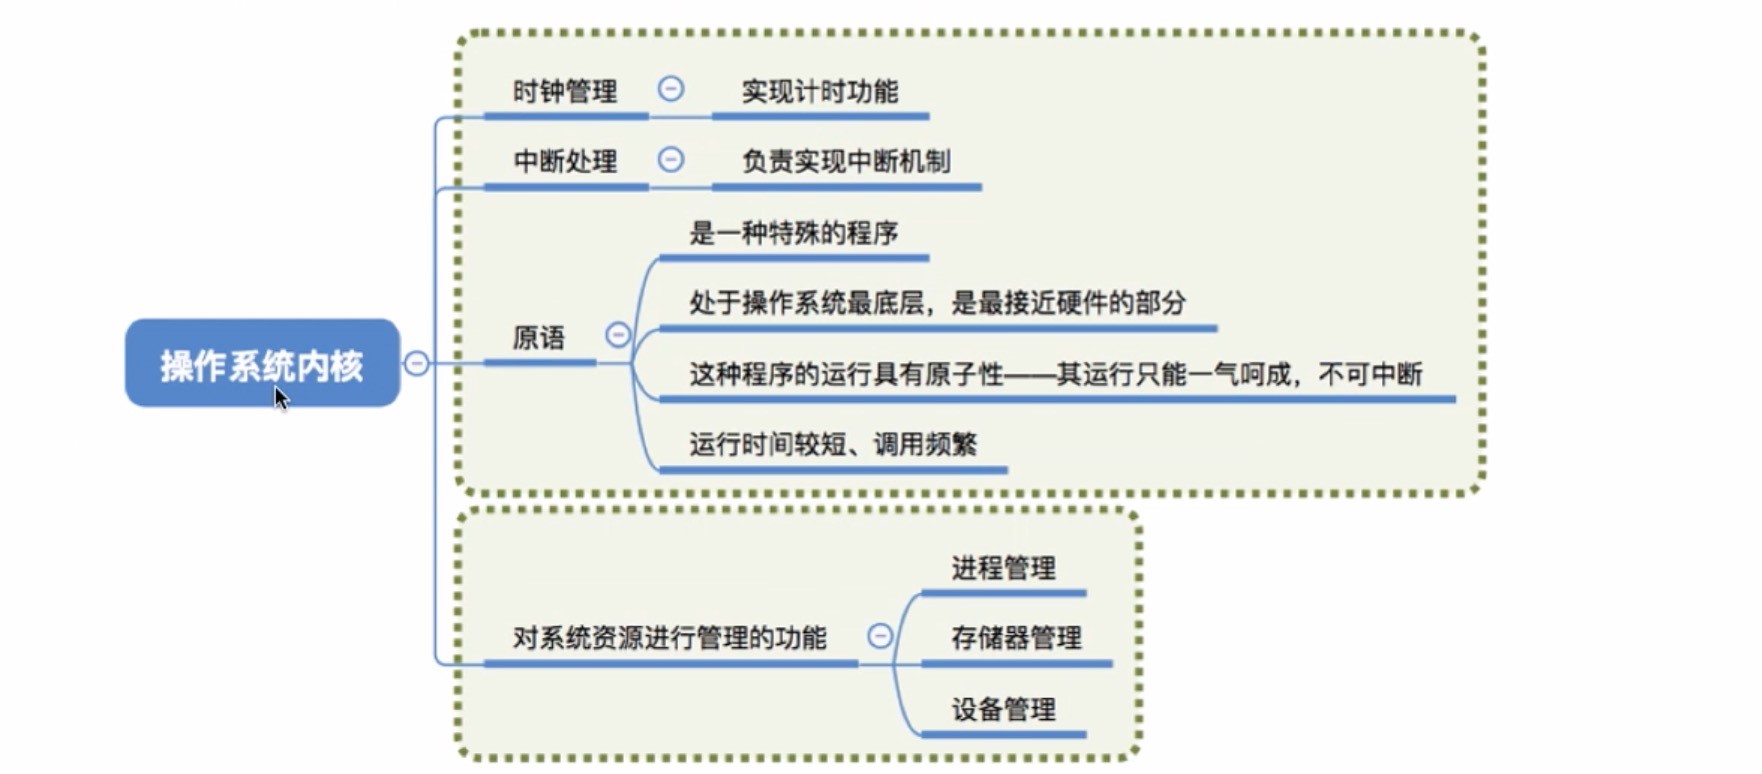 时钟管理
实现计时功能
中断处理
负责实现中断机制
是一种特殊的程序
处于操作系统最底层，是最接近硬件的部分
原语
操作系统内核
这种程序的运行具有原子性——其运行只能一气呵成，不可中断
运行时间较短、调用频繁
进程管理
对系统资源进行管理的功能
存储器管理
设备管理